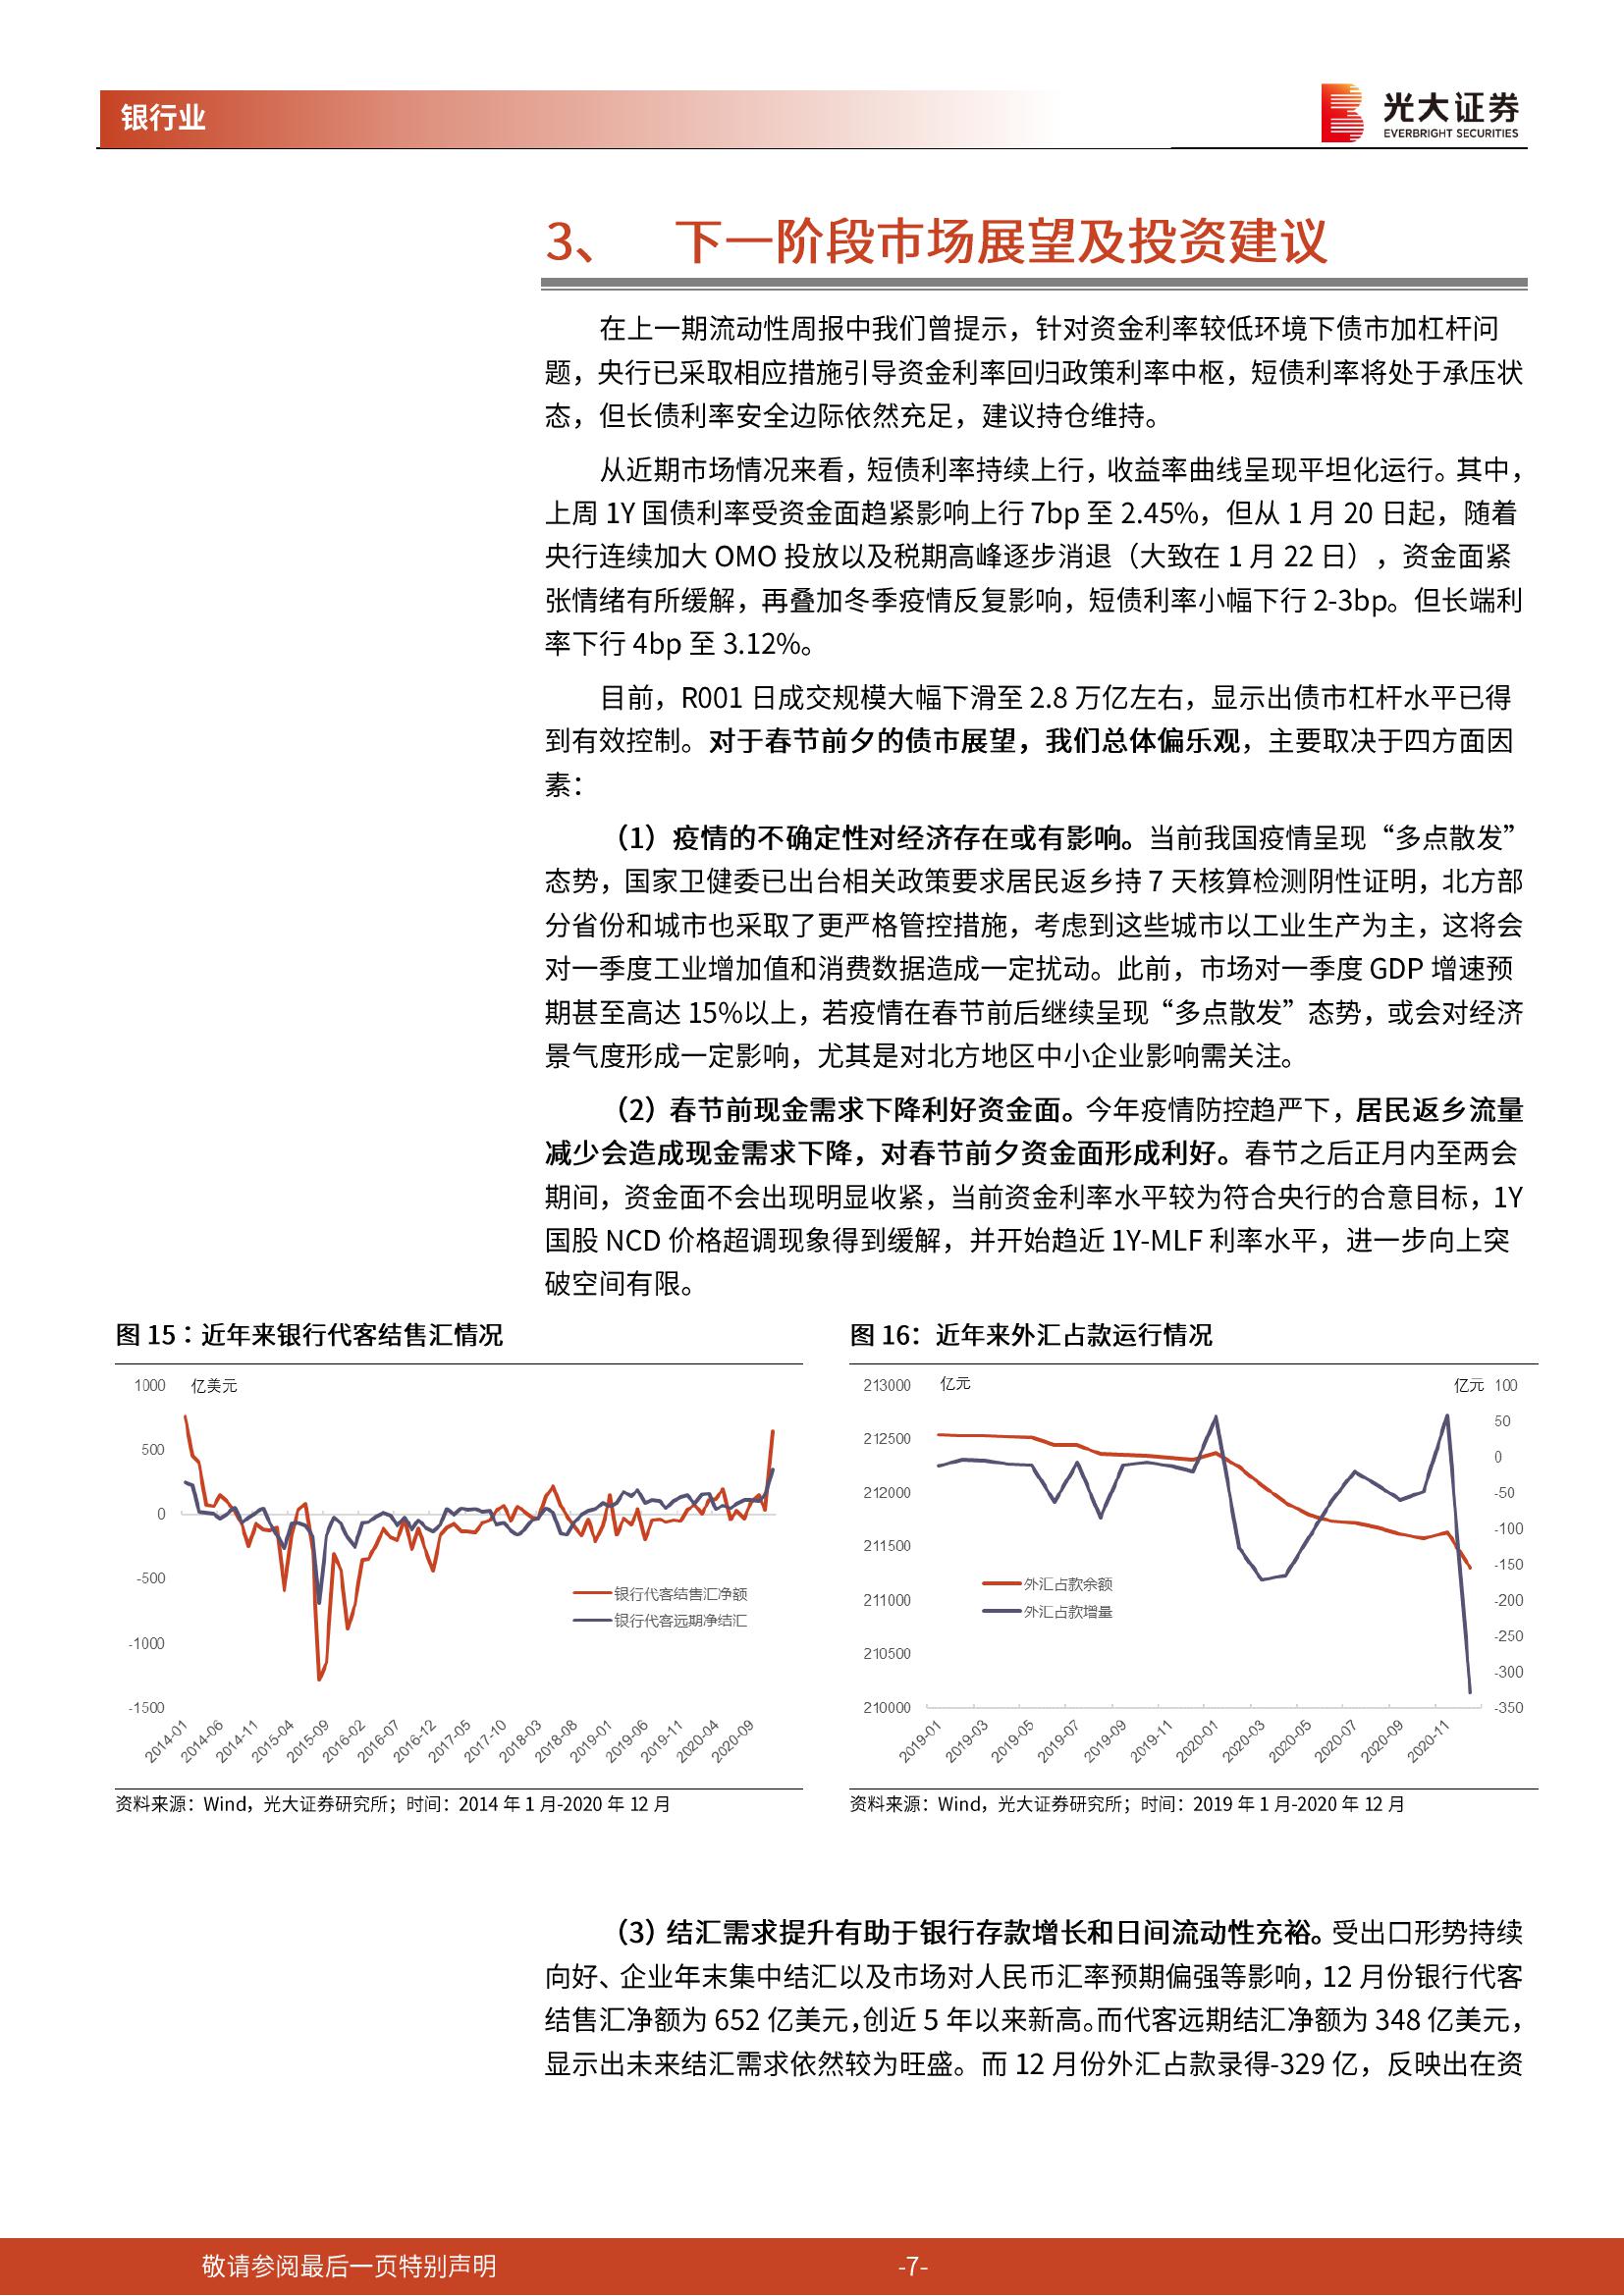 银行业
光大证券
EVERBRIGHT SECURITIES
3、 下一阶段市场展望及投资建议
在上一期流动性周报中我们曾提示，针对资金利率较低环境下债市加杠杆问
题，央行已采取相应措施引导资金利率回归政策利率中枢，短债利率将处于承压状
态，但长债利率安全边际依然充足，建议持仓维持。
从近期市场情况来看，短债利率持续上行，收益率曲线呈现平坦化运行。其中，
上周 1Y 国债利率受资金面趋紧影响上行 7bp 至 2.45%，但从 1 月 20 日起，随着
央行连续加大 OMO 投放以及税期高峰逐步消退（大致在 1 月 22 日），资金面紧
张情绪有所缓解，再叠加冬季疫情反复影响，短债利率小幅下行 2-3bp。但长端利
率下行 4bp 至 3.12%。
目前，R001 日成交规模大幅下滑至 2.8 万亿左右，显示出债市杠杆水平已得
到有效控制。对于春节前夕的债市展望，我们总体偏乐观，主要取决于四方面因
素：
（1）疫情的不确定性对经济存在或有影响。当前我国疫情呈现“多点散发”
态势，国家卫健委已出台相关政策要求居民返乡持 7 天核算检测阴性证明，北方部
分省份和城市也采取了更严格管控措施，考虑到这些城市以工业生产为主，这将会
对一季度工业增加值和消费数据造成一定扰动。此前，市场对一季度 GDP 增速预
期甚至高达 15%以上，若疫情在春节前后继续呈现“多点散发”态势，或会对经济
景气度形成一定影响，尤其是对北方地区中小企业影响需关注。
（2）春节前现金需求下降利好资金面。今年疫情防控趋严下，居民返乡流量
减少会造成现金需求下降，对春节前夕资金面形成利好。春节之后正月内至两会
期间，资金面不会出现明显收紧，当前资金利率水平较为符合央行的合意目标，1Y
国股 NCD 价格超调现象得到缓解，并开始趋近 1Y-MLF 利率水平，进一步向上突
破空间有限。
图 15：近年来银行代客结售汇情况
亿美元
1000
500
0
-500
-1000
-1500
银行代客结售汇净额
银行代客远期净结汇
2014-01
2014-06
2014-11
2015-04
2015-09
2016-02
2016-07
2016-12
2017-05
2017-10
2018-03
2018-08
2019-01
2019-06
2019-11
2020-04
2020-09
资料来源：Wind，光大证券研究所；时间：2014 年 1 月-2020 年 12 月
图 16：近年来外汇占款运行情况
亿元
亿元
213000
212500
212000
211500
211000
210500
210000
100
50
0
-50
-100
-150
-200
-250
-300
-350
外汇占款余额
外汇占款增量
2019-01
2019-03
2019-05
2019-07
2019-09
2019-11
2020-01
2020-03
2020-05
2020-07
2020-09
2020-11
资料来源：Wind，光大证券研究所；时间：2019 年 1 月-2020 年 12 月
（3）结汇需求提升有助于银行存款增长和日间流动性充裕。受出口形势持续
向好、企业年末集中结汇以及市场对人民币汇率预期偏强等影响，12 月份银行代客
结售汇净额为 652 亿美元，创近 5 年以来新高。而代客远期结汇净额为 348 亿美元，
显示出未来结汇需求依然较为旺盛。而 12 月份外汇占款录得-329 亿，反映出在资
敬请参阅最后一页特别声明
-7-